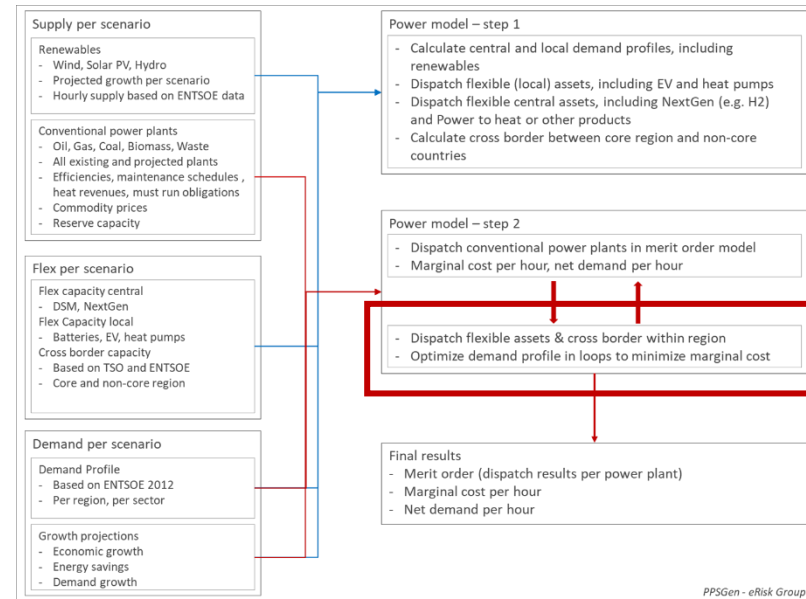 Supply per scenario
Renewables
- Wind, Solar PV, Hydro
- Projected growth per scenario
- Hourly supply based on ENTSOE data
Conventional power plants
- Oil, Gas, Coal, Biomass, Waste
- All existing and projected plants
- Efficiencies, maintenance schedules ,
heat revenues, must run obligations
- Commodity prices
- Reserve capacity
Flex per scenario
Flex capacity central
- DSM, NextGen
Flex Capacity local
- Batteries, EV, heat pumps
Cross border capacity
- Based on TSO and ENTSOE
- Core and non-core region
Demand per scenario
Demand Profile
- Based on ENTSOE 2012
- Per region, per sector
Growth projections
- Economic growth
- Energy savings
- Demand growth
Power model – step 1
- Calculate central and local demand profiles, including
renewables
- Dispatch flexible (local) assets, including EV and heat pumps
- Dispatch flexible central assets, including NextGen (e.g. H2)
and Power to heat or other products
- Calculate cross border between core region and non-core
countries
Power model – step 2
- Dispatch conventional power plants in merit order model
- Marginal cost per hour, net demand per hour
- Dispatch flexible assets & cross border within region
- Optimize demand profile in loops to minimize marginal cost
Final results
- Merit order (dispatch results per power plant)
- Marginal cost per hour
- Net demand per hour
PPSGen - eRisk Group